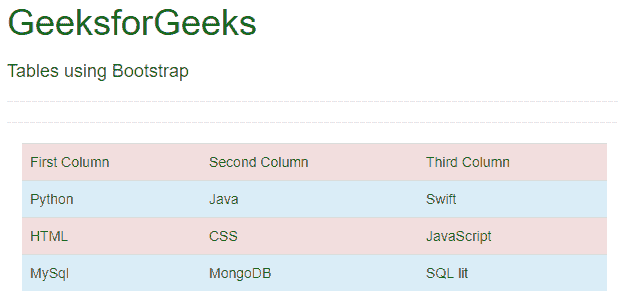 GeeksforGeeks
Tables using Bootstrap
First Column Second Column Third Column
Python Java Swift
HTML CSS JavaScript
MySql MongoDB SQL lit